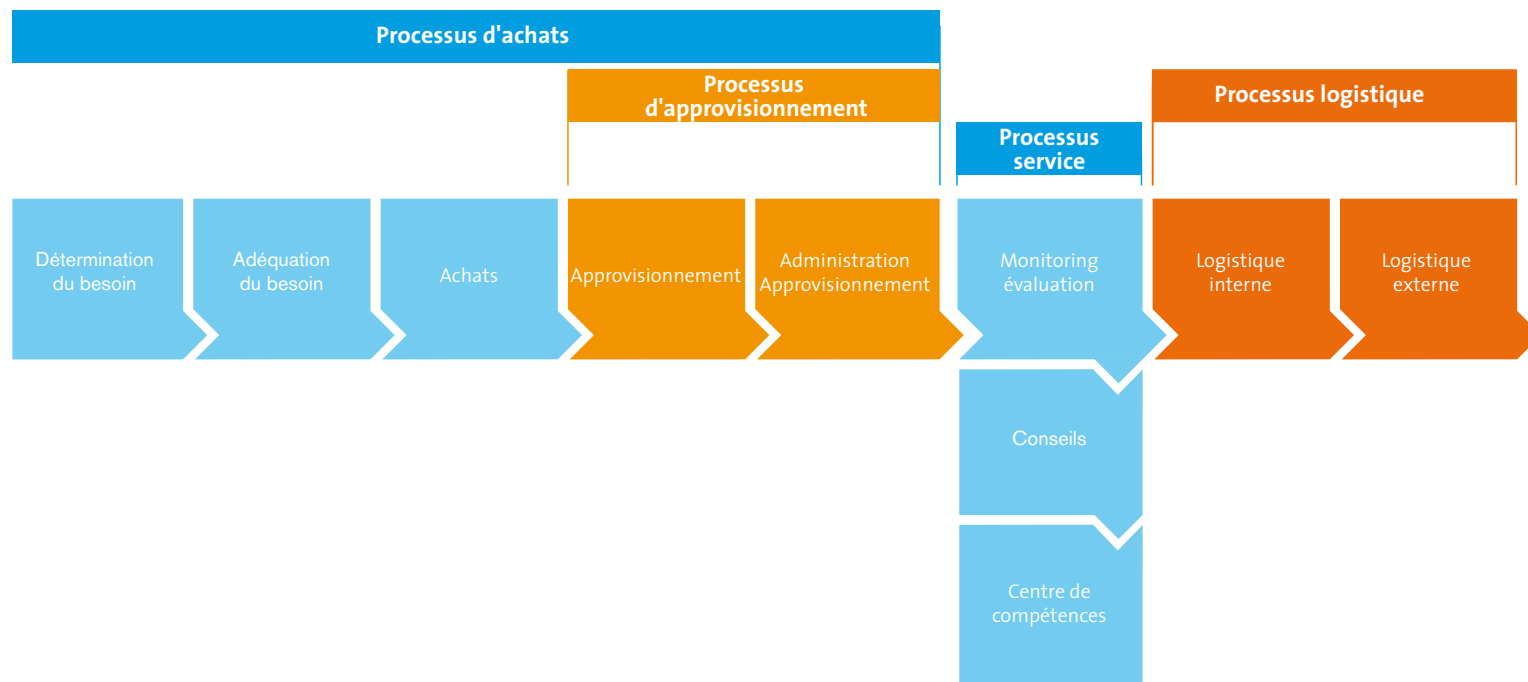 Processus d'achats
Processus
d'approvisionnement
Processus logistique
Processus
service
Détermination
du besoin
Adéquation
du besoin
Achats
Approvisionnement
Administration
Approvisionnement
Monitoring
évaluation
Logistique
interne
Logistique
externe
Conseils
Centre de
compétences